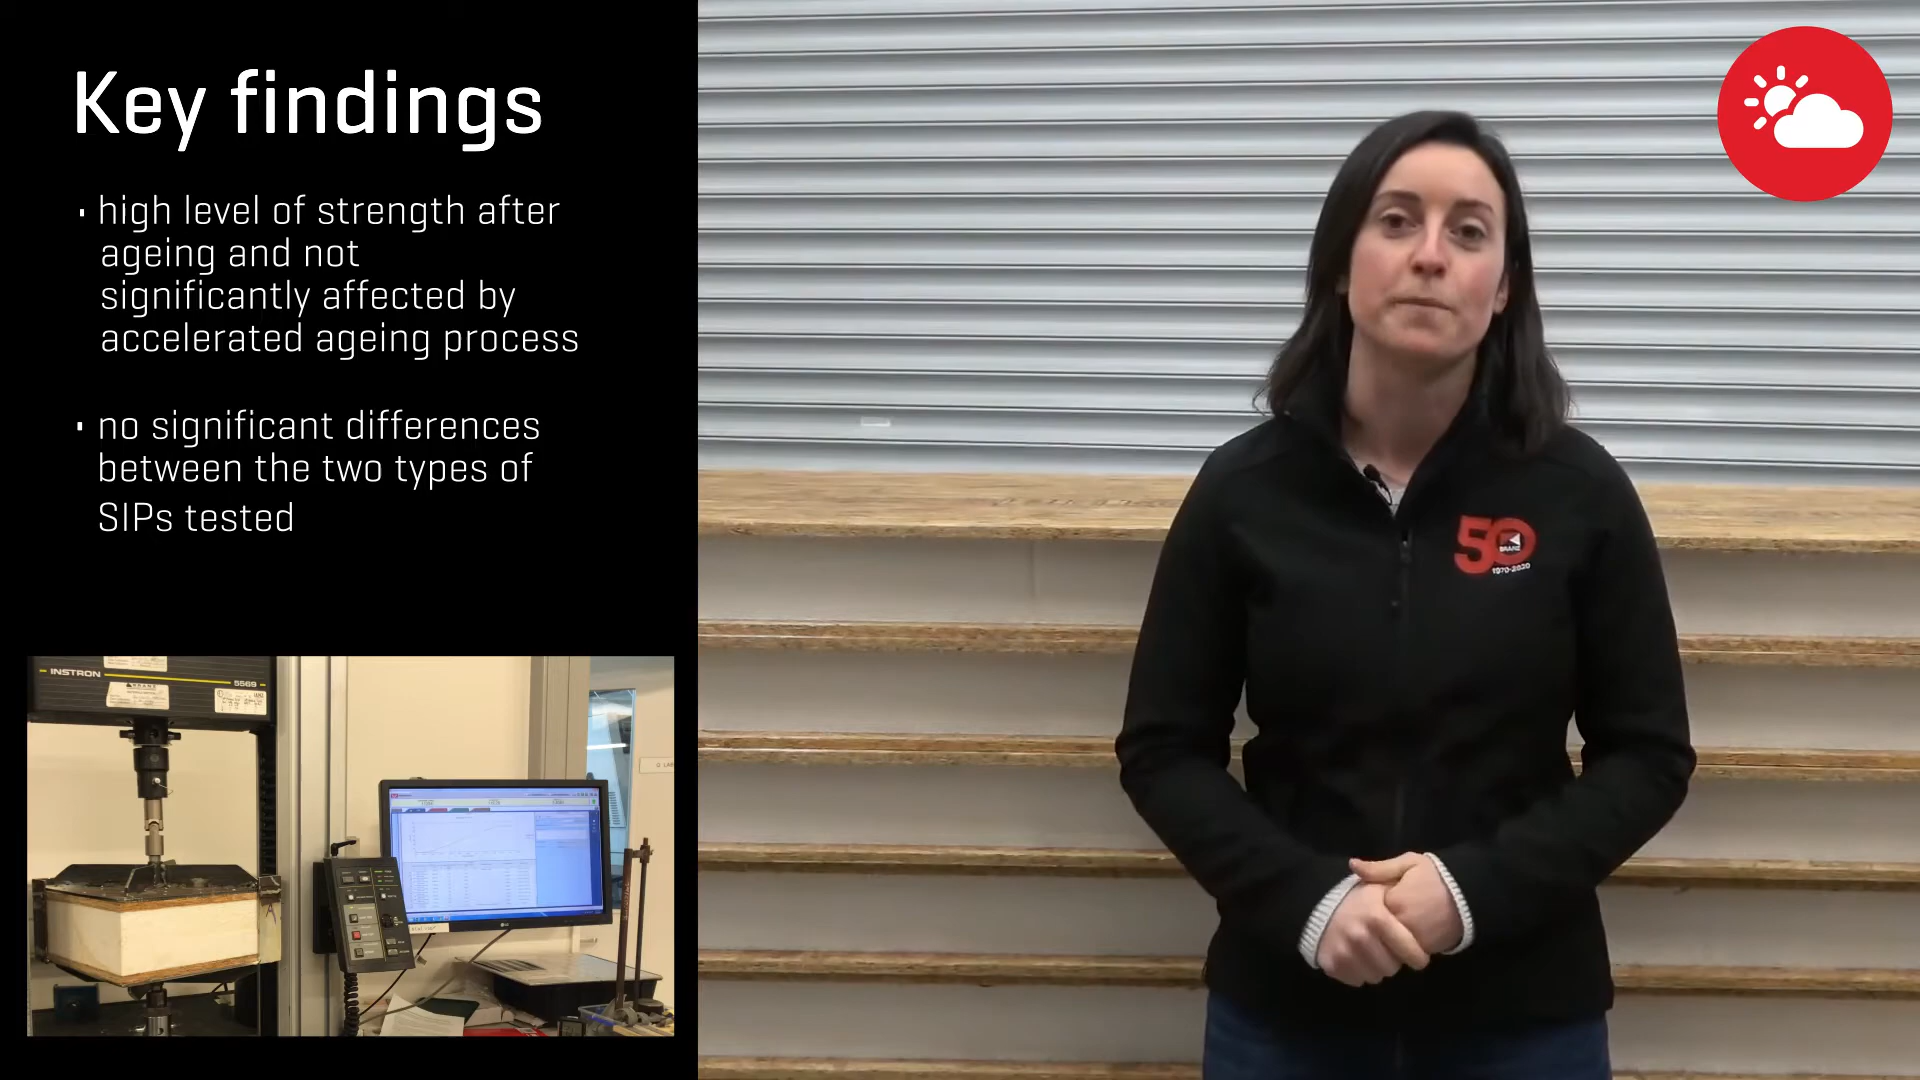 Key findings
· high level of strength after
ageing and not
significantly affected by
accelerated ageing process
· no significant differences
between the two types of
SIPs tested
INSTRON
5569
50
BRANZ
1970-2020